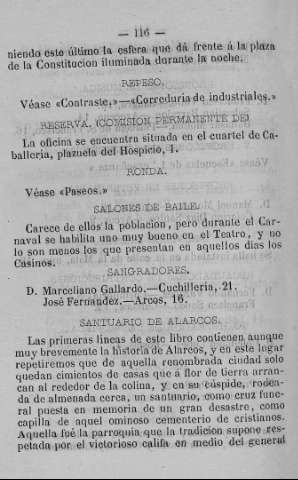 — 116 —
niendo este último la esfera que dá frente á la plaza
de la Constitucion iluminada durante la noche.
REPESO.
Véase «Contraste.»—«Correduria de industriales.»
RESERVA. (COMISION PERMANENTE DE)
La oficina se encuentra situada en el cuartel de Ca-
balleria, plazuela del Hospicio, 1.
RONDA.
Véase «Paseos.»
SALONES DE BAILE.
Carece de ellos la poblacion, pero durante el Car-
naval se habilita uno muy bueno en el Teatro, y no
lo son menos los que presentan en aquellos dias los
Casinos.
SANGRADORES.
D. Marceliano Gallardo.—Cuchilleria, 21.
José Fernandez.—Arcos, 16.
SANTUARIO DE ALARCOS.
Las primeras lineas de este libro contienen aunque
muy brevemente la historia de Alarcos, y en este lugar
repetiremos que de aquella renombrada ciudad solo
quedan cimientos de casas que á flor de tierra arran-
can al rededor de la colina, y en su cúspide, rodea-
da de almenada cerca, un santuario, como cruz fune-
ral puesta en memoria de un gran desastre, como
capilla de aquel ominoso cementerio de cristianos.
Aquella fué la parroquia que la tradicion supone res-
petada por el victorioso califa en medio del general